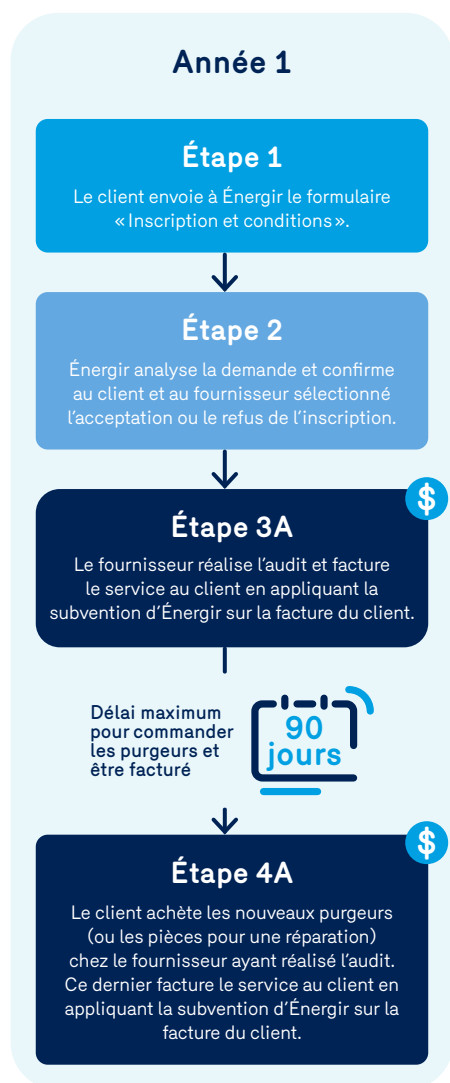 Année 1
Étape 1
Le client envoie à Énergir le formulaire
« Inscription et conditions ».
Étape 2
Énergir analyse la demande et confirme
au client et au fournisseur sélectionné
l’acceptation ou le refus de l’inscription.
$
Étape 3A
Le fournisseur réalise l’audit et facture
le service au client en appliquant la
subvention d’Énergir sur la facture du client.
Délai maximum
pour commander
les purgeurs et
être facturé
90
jours
$
Étape 4A
Le client achète les nouveaux purgeurs
(ou les pièces pour une réparation)
chez le fournisseur ayant réalisé l’audit.
Ce dernier facture le service au client en
appliquant la subvention d’Énergir sur la
facture du client.